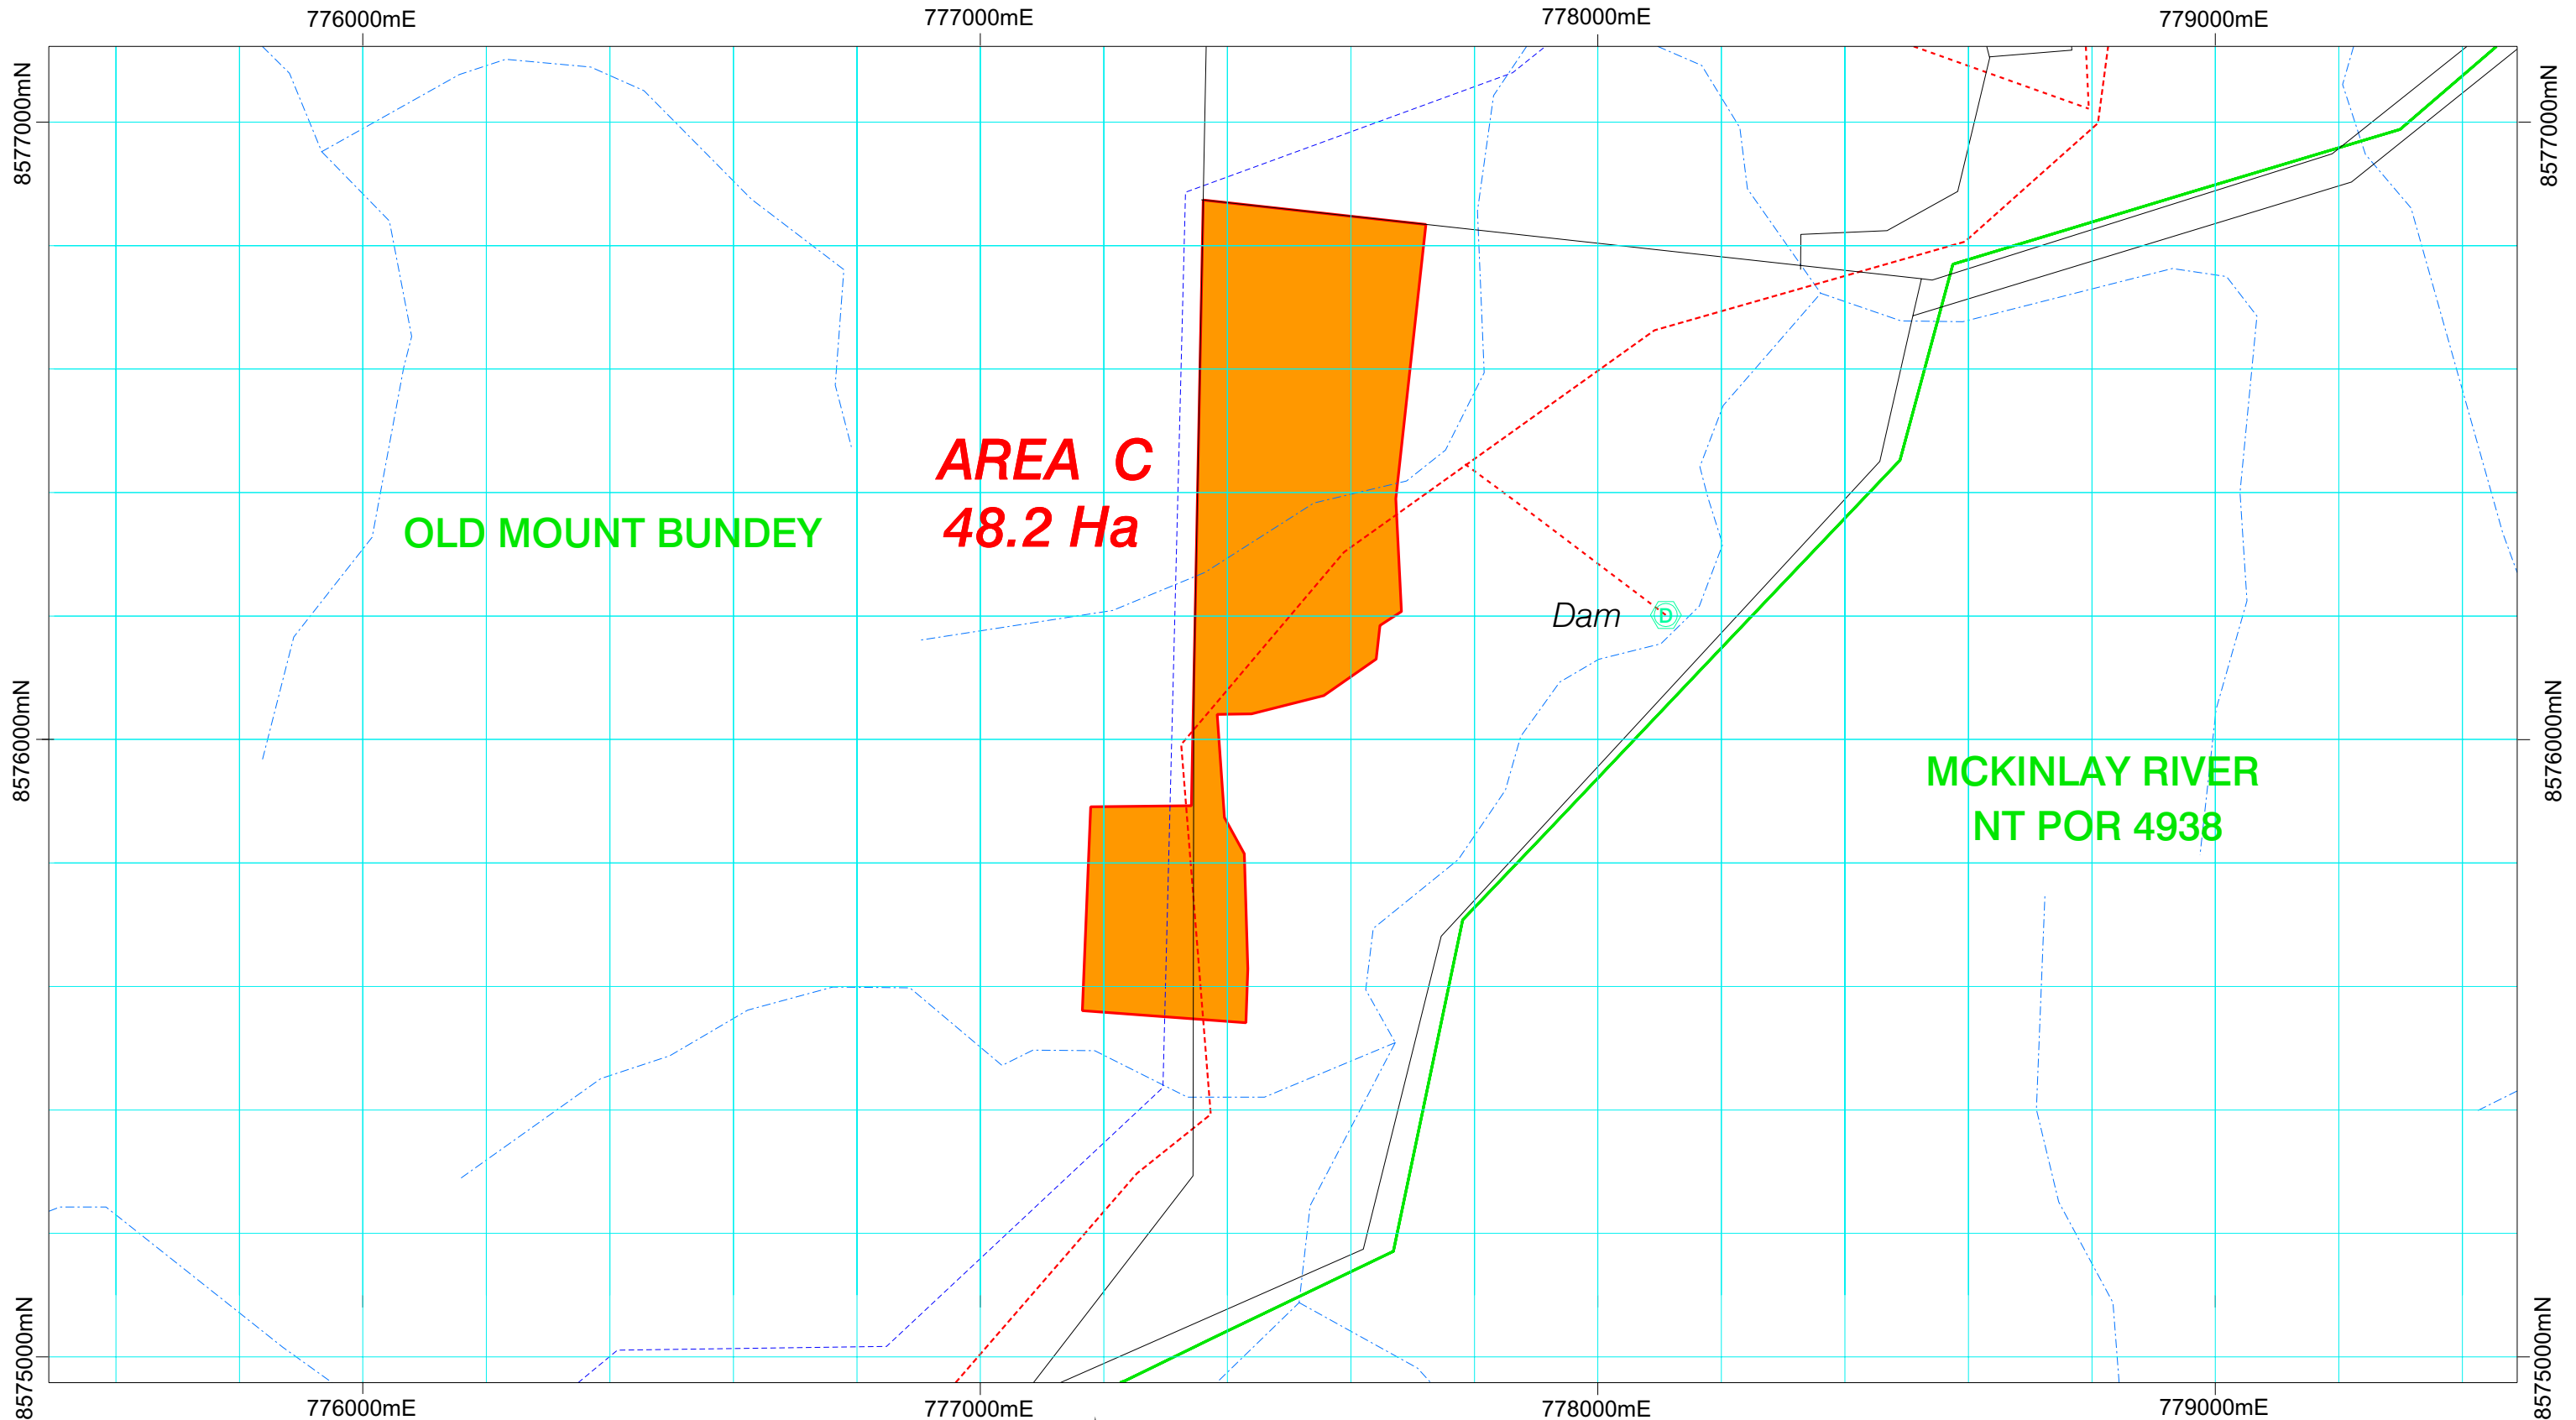 776000mE 777000mE 778000mE 779000mE
8577000mN
8577000mN
AREA C
48.2 Ha
OLD MOUNT BUNDEY
Dam
D
8576000mN
8576000mN
MCKINLAY RIVER
NT POR 4938
8575000mN
8575000mN
776000mE 777000mE 778000mE 779000mE